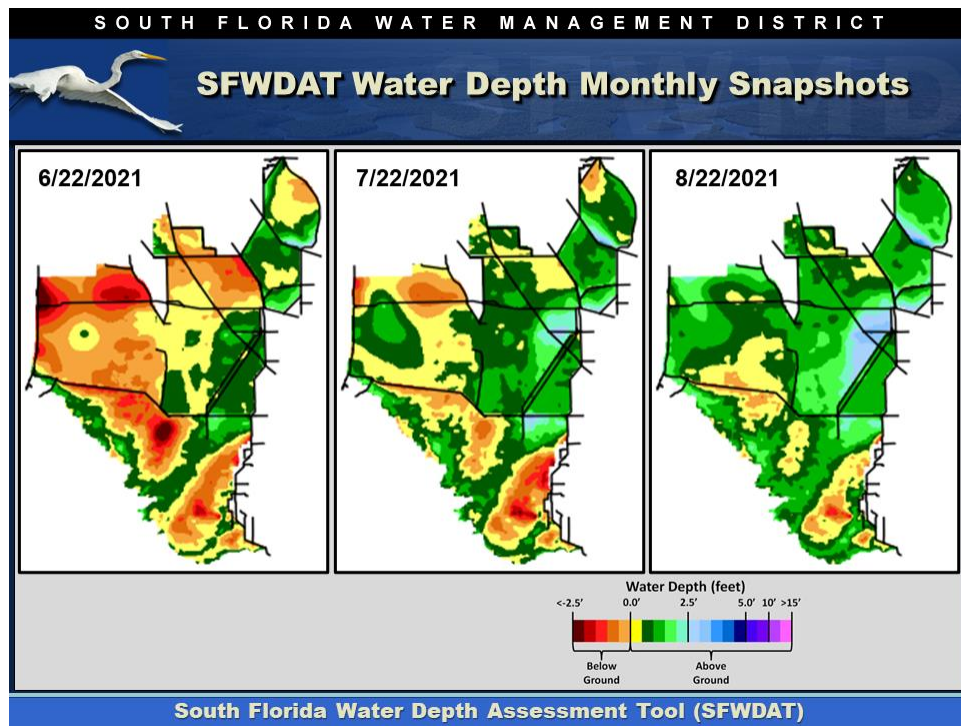 SOUTH FLORIDA WATER MANAGEMENT DISTRICT
SFWDAT Water Depth Monthly Snapshots
6/22/2021
7/22/2021
8/22/2021
Water Depth (feet)
<-2.5' 0.0' 2.5' 5.0' 10' >15'
Below Ground
Above Ground
South Florida Water Depth Assessment Tool (SFWDAT)